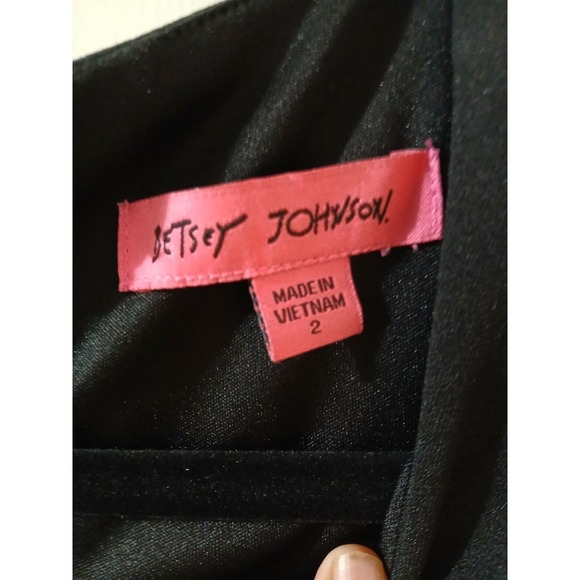 BETSEY JOHNSON.
MADE IN
VIETNAM
2